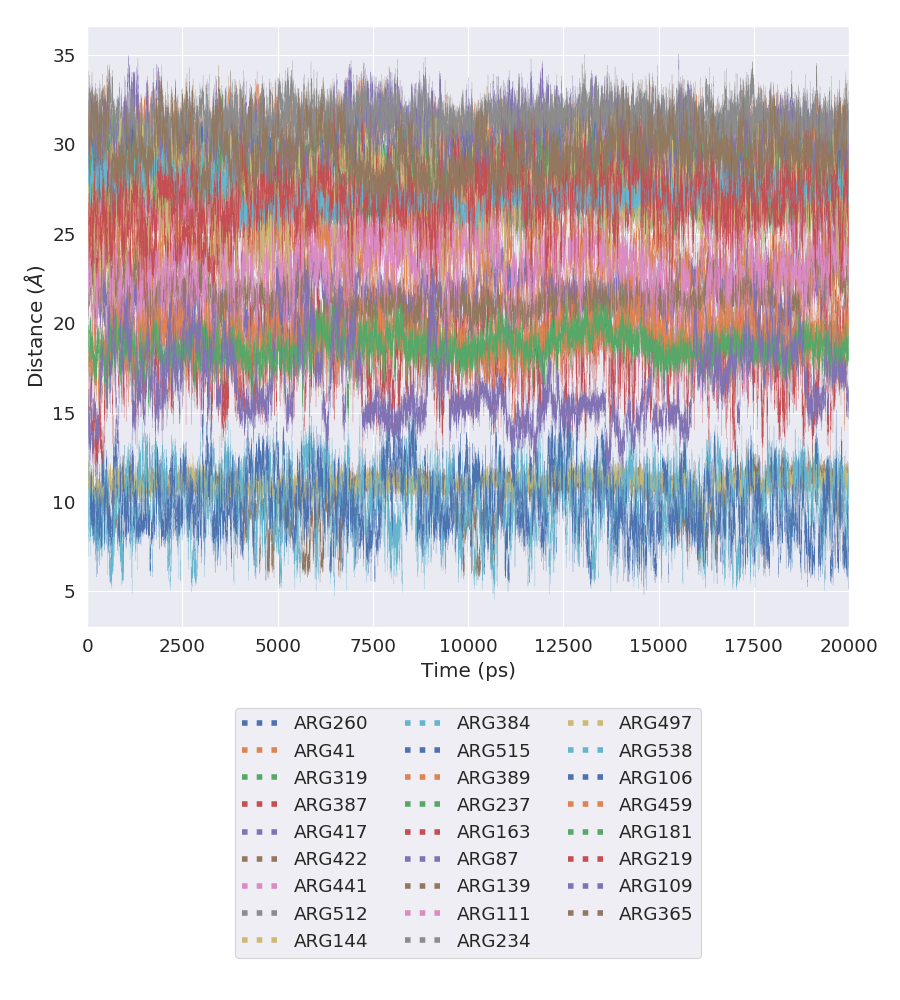 35
30
25
20
15
10
5
Distance (Å)
0 2500 5000 7500 10000 12500 15000 17500 20000
Time (ps)
ARG260 ARG384 ARG497
ARG41 ARG515 ARG538
ARG319 ARG389 ARG106
ARG387 ARG237 ARG459
ARG417 ARG163 ARG181
ARG422 ARG87 ARG219
ARG441 ARG139 ARG109
ARG512 ARG111 ARG365
ARG144 ARG234